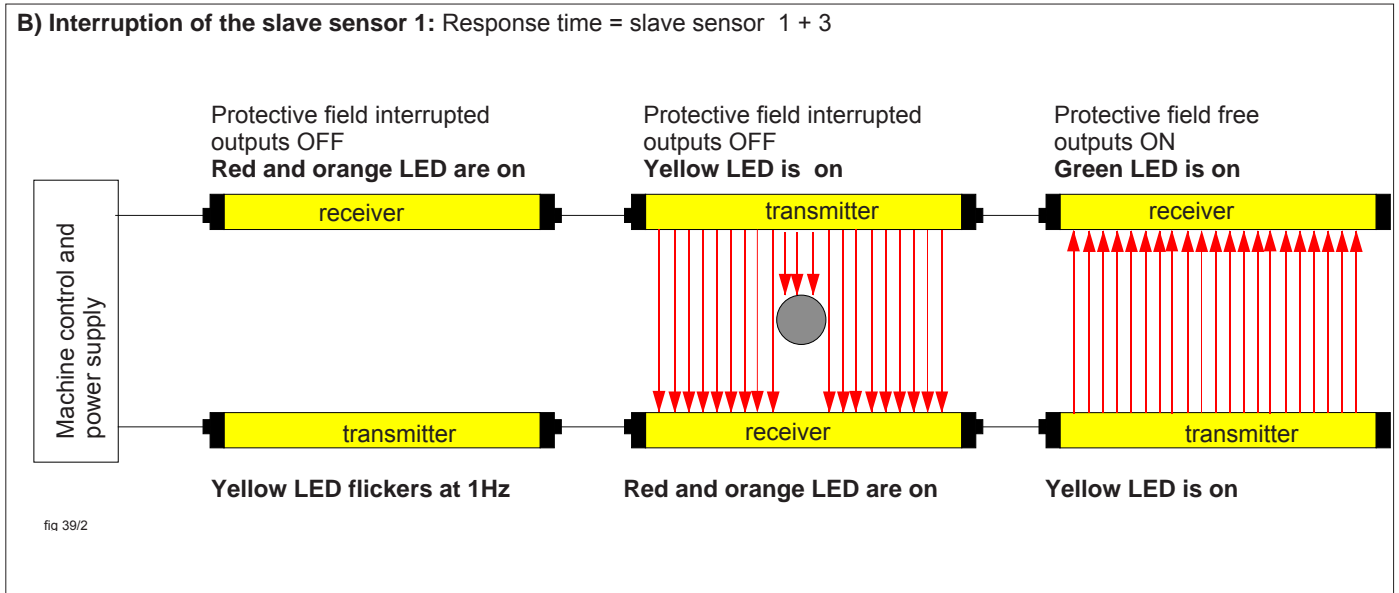 B) Interruption of the slave sensor 1: Response time = slave sensor 1 + 3
Protective field interrupted
outputs OFF
Red and orange LED are on
Protective field interrupted
outputs OFF
Yellow LED is on
Protective field free
outputs ON
Green LED is on
Machine control and
power supply
receiver
transmitter
receiver
transmitter
receiver
transmitter
Yellow LED flickers at 1Hz
Red and orange LED are on
Yellow LED is on
fig 39/2